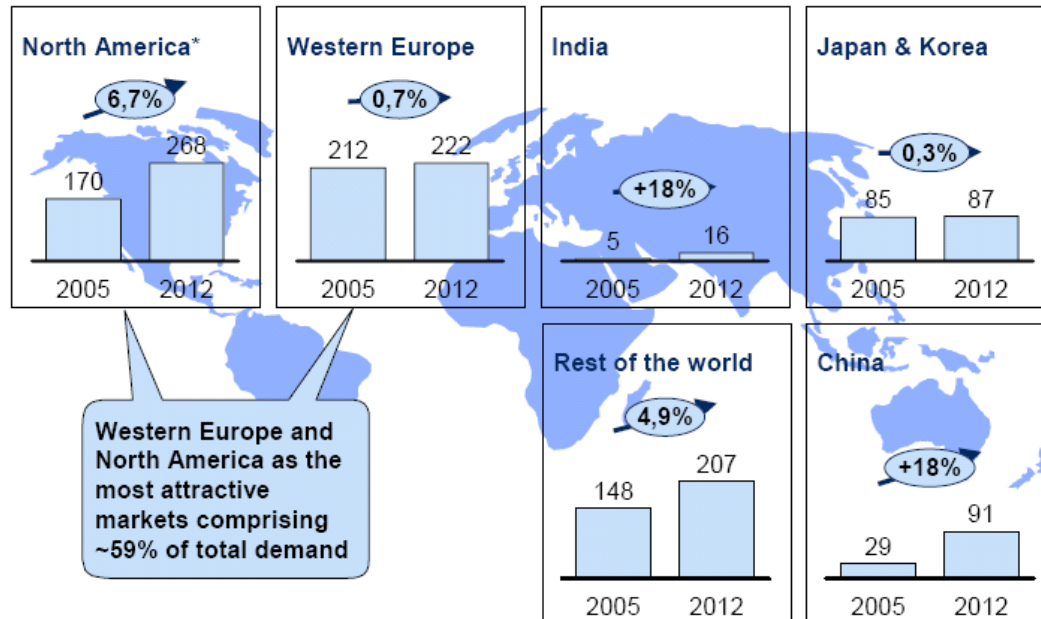 North America*
6,7%
170
268
2005
2012
Western Europe
0,7%
212
222
2005
2012
India
+18%
5
16
2005
2012
Japan & Korea
0,3%
85
87
2005
2012
Western Europe and
North America as the
most attractive
markets comprising
~59% of total demand
Rest of the world
4,9%
148
207
2005
2012
China
+18%
29
91
2005
2012